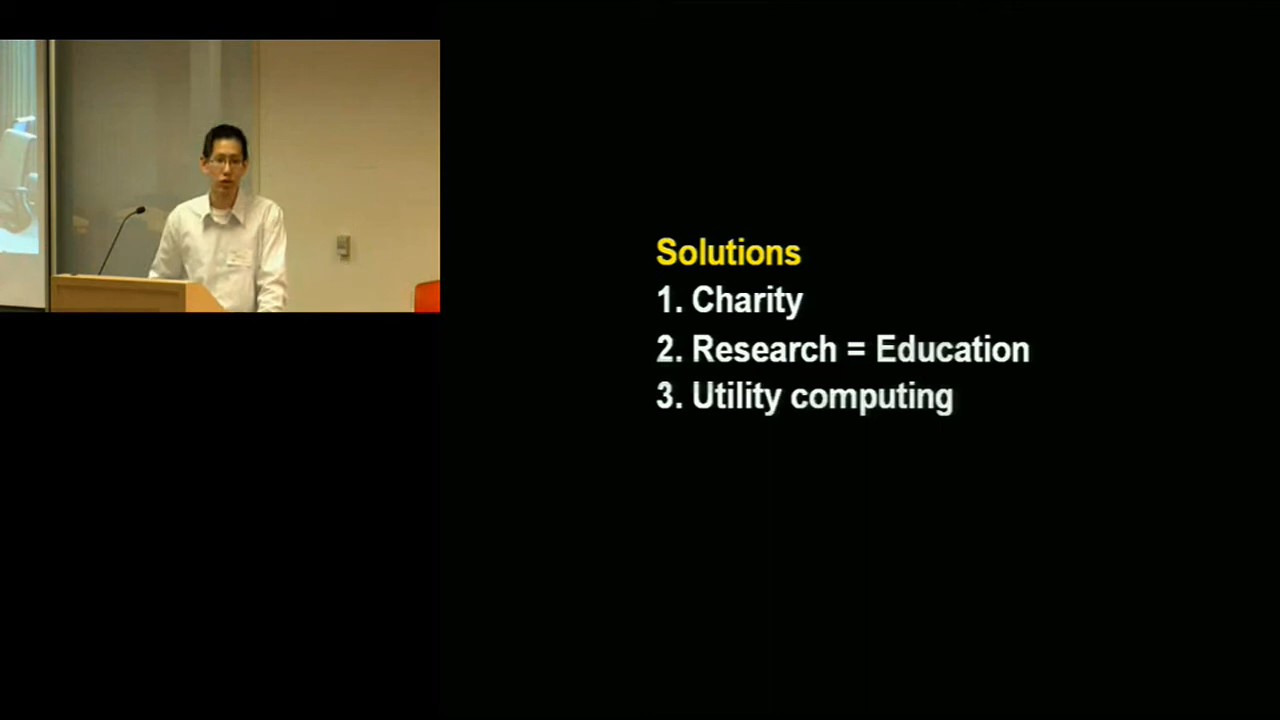 Solutions
1. Charity
2. Research = Education
3. Utility computing